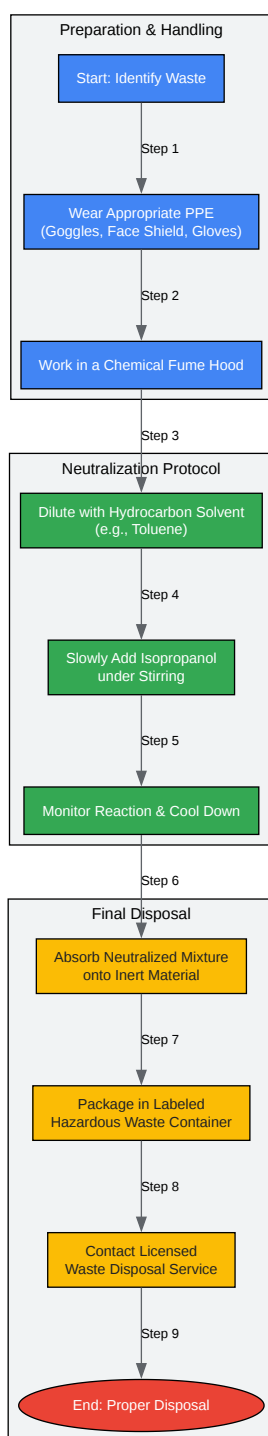 Preparation & Handling
Start: Identify Waste
Step 1
Wear Appropriate PPE
(Goggles, Face Shield, Gloves)
Step 2
Work in a Chemical Fume Hood
Step 3
Neutralization Protocol
Dilute with Hydrocarbon Solvent
(e.g., Toluene)
Step 4
Slowly Add Isopropanol
under Stirring
Step 5
Monitor Reaction & Cool Down
Step 6
Final Disposal
Absorb Neutralized Mixture
onto Inert Material
Step 7
Package in Labeled
Hazardous Waste Container
Step 8
Contact Licensed
Waste Disposal Service
Step 9
End: Proper Disposal